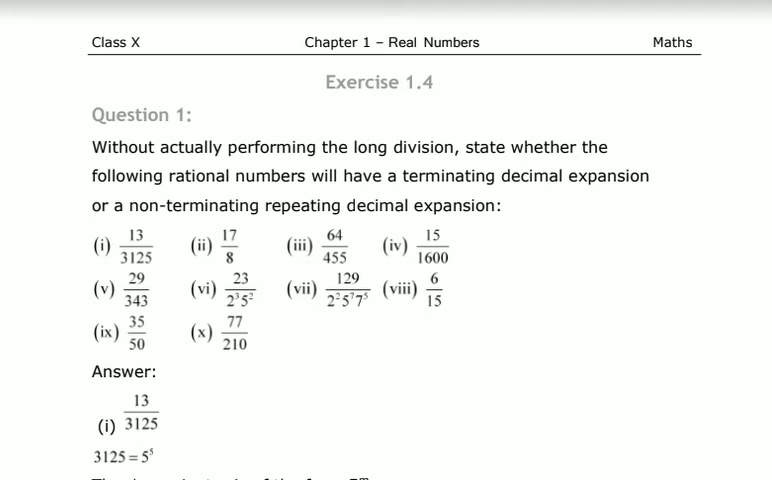 Class X Chapter 1 – Real Numbers Maths
Exercise 1.4
Question 1:
Without actually performing the long division, state whether the
following rational numbers will have a terminating decimal expansion
or a non-terminating repeating decimal expansion:
(i) 13/3125 (ii) 17/8 (iii) 64/455 (iv) 15/1600
(v) 29/343 (vi) 23/2³5² (vii) 129/2²5⁷7⁵ (viii) 6/15
(ix) 35/50 (x) 77/210
Answer:
(i) 13/3125
3125 = 5⁵